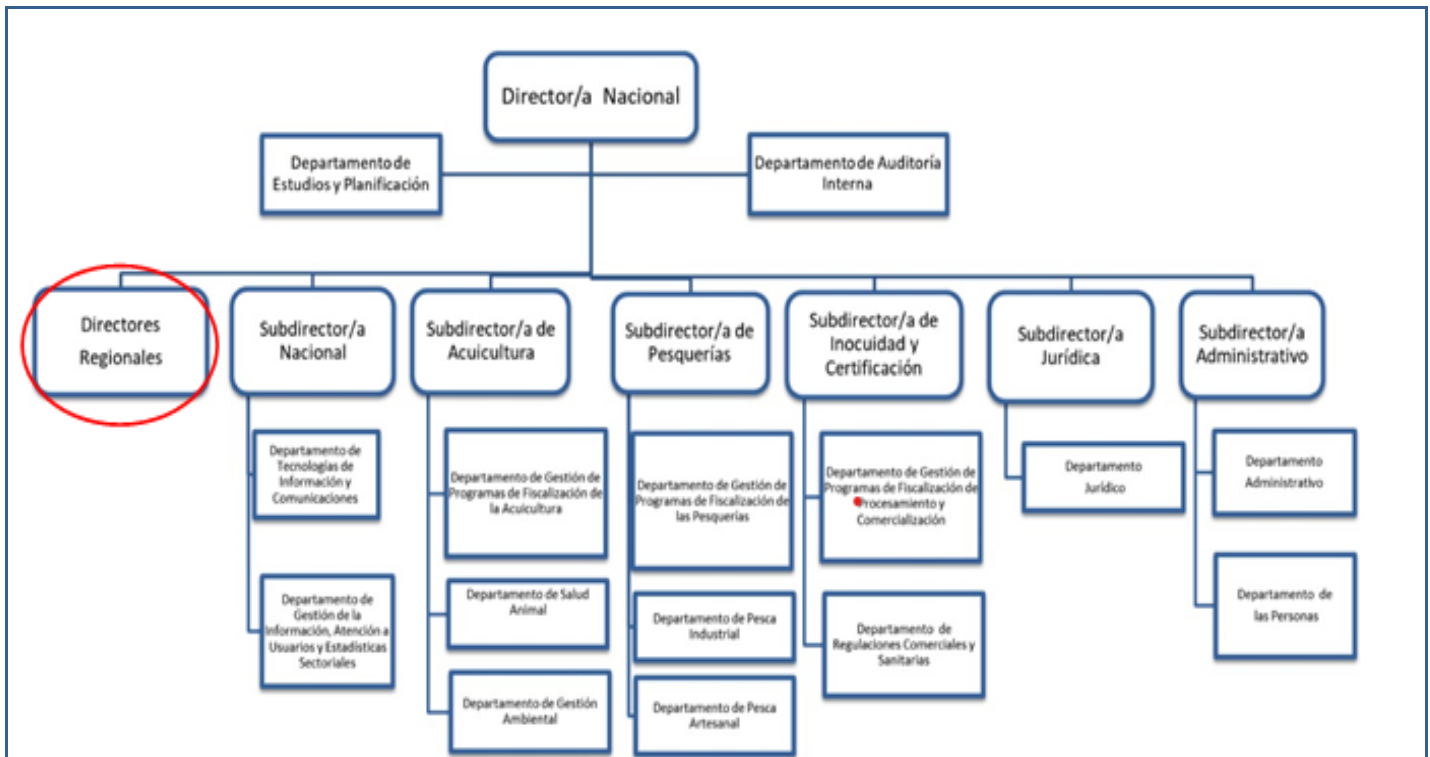 Director/a Nacional
Departamento de
Estudios y Planificación
Departamento de Auditoría
Interna
Directores
Regionales
Subdirector/a
Nacional
Subdirector/a de
Acuicultura
Subdirector/a de
Pesquerías
Subdirector/a de
Inocuidad y
Certificación
Subdirector/a
Jurídica
Subdirector/a
Administrativo
Departamento de
Tecnologías de
Información y
Comunicaciones
Departamento de Gestión de
Programas de Fiscalización de
la Acuicultura
Departamento de Gestión de
Programas de Fiscalización de
las Pesquerías
Departamento de Gestión de
Programas de Fiscalización de
Procesamiento y
Comercialización
Departamento
Jurídico
Departamento
Administrativo
Departamento de
Gestión de la
Información, Atención a
Usuarios y Estadísticas
Sectoriales
Departamento de Salud
Animal
Departamento de Pesca
Industrial
Departamento de
Regulaciones Comerciales y
Sanitarias
Departamento de
las Personas
Departamento de Gestión
Ambiental
Departamento de Pesca
Artesanal